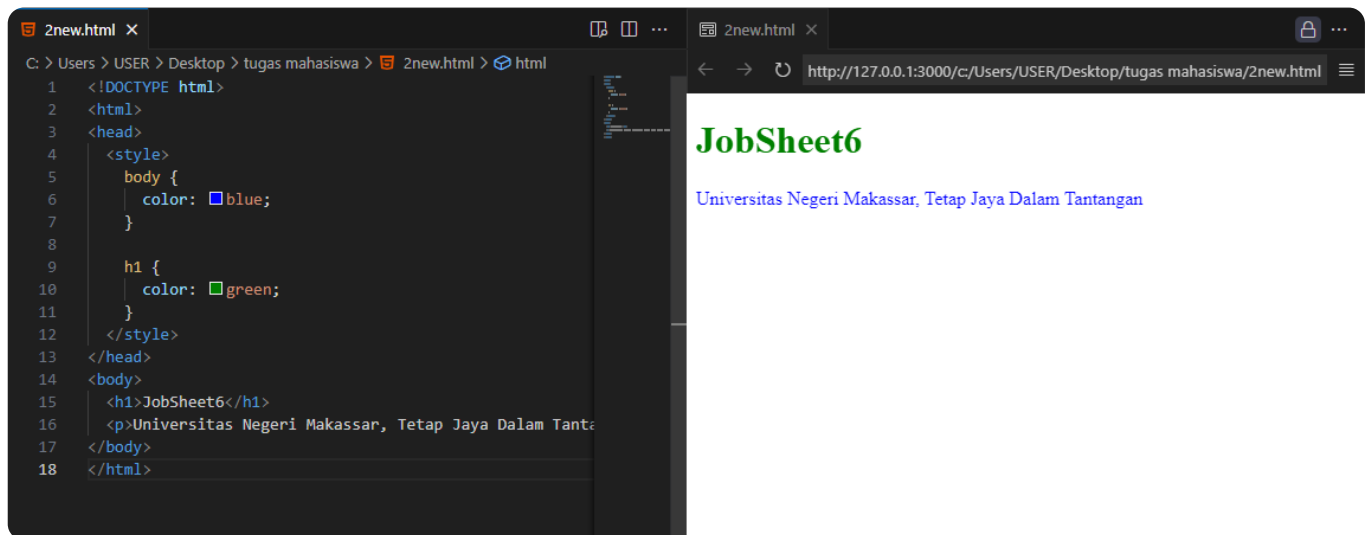 2new.html
C: > Users > USER > Desktop > tugas mahasiswa > 2new.html > html
1 <!DOCTYPE html>
2 <html>
3 <head>
4 <style>
5 body {
6 color: blue;
7 }
8
9 h1 {
10 color: green;
11 }
12 </style>
13 </head>
14 <body>
15 <h1>JobSheet6</h1>
16 <p>Universitas Negeri Makassar, Tetap Jaya Dalam Tanta
17 </body>
18 </html>
2new.html
http://127.0.0.1:3000/c:/Users/USER/Desktop/tugas mahasiswa/2new.html
JobSheet6
Universitas Negeri Makassar, Tetap Jaya Dalam Tantangan